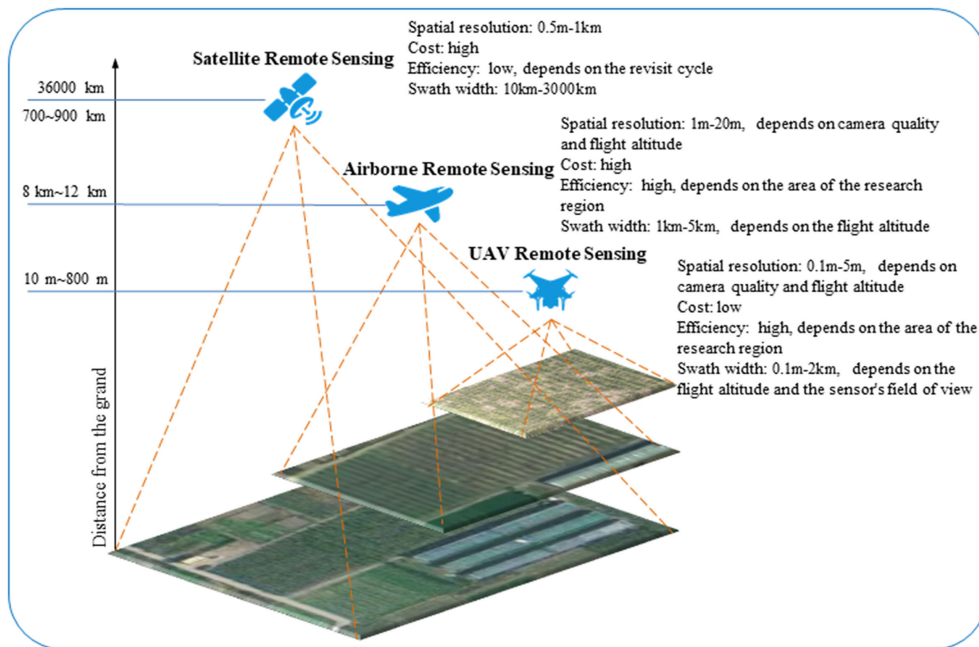 Spatial resolution: 0.5m-1km
Cost: high
Efficiency: low, depends on the revisit cycle
Swath width: 10km-3000km
Satellite Remote Sensing
36000 km
700~900 km
Spatial resolution: 1m-20m, depends on camera quality
and flight altitude
Cost: high
Efficiency: high, depends on the area of the research
region
Swath width: 1km-5km, depends on the flight altitude
Airborne Remote Sensing
8 km~12 km
UAV Remote Sensing
10 m~800 m
Spatial resolution: 0.1m-5m, depends on
camera quality and flight altitude
Cost: low
Efficiency: high, depends on the area of the
research region
Swath width: 0.1m-2km, depends on the
flight altitude and the sensor's field of view
Distance from the grand